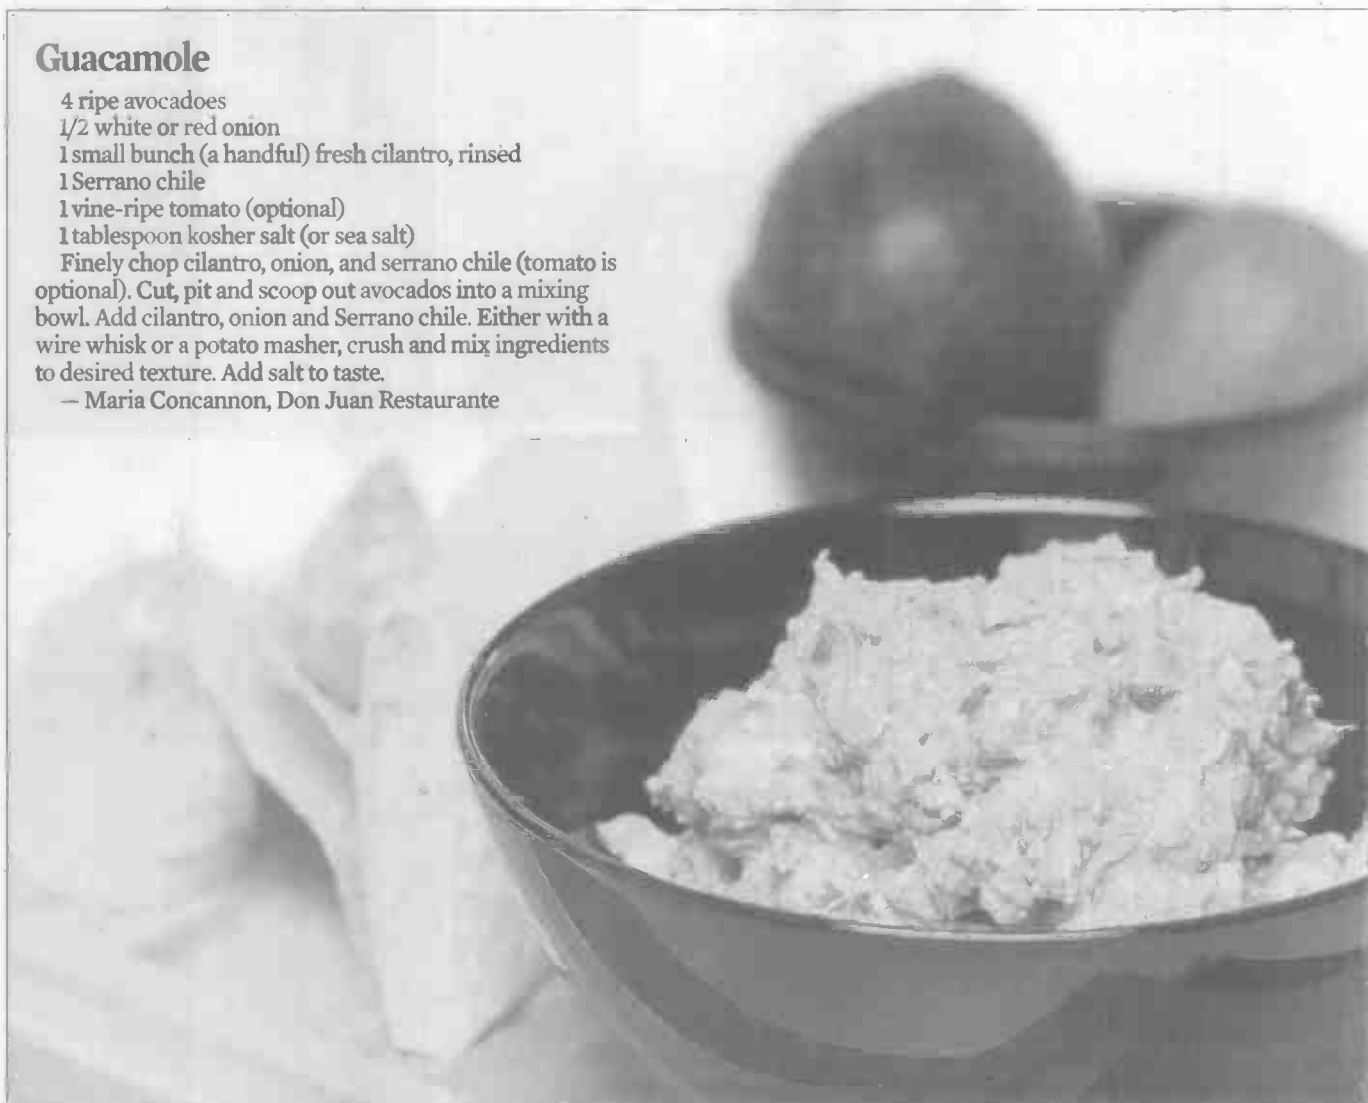 Guacamole
4 ripe avocadoes
1/2 white or red onion
1 small bunch (a handful) fresh cilantro, rinsed
1 Serrano chile
1 vine-ripe tomato (optional)
1 tablespoon kosher salt (or sea salt)
Finely chop cilantro, onion, and serrano chile (tomato is
optional). Cut, pit and scoop out avocados into a mixing
bowl. Add cilantro, onion and Serrano chile. Either with a
wire whisk or a potato masher, crush and mix ingredients
to desired texture. Add salt to taste.
— Maria Concannon, Don Juan Restaurante